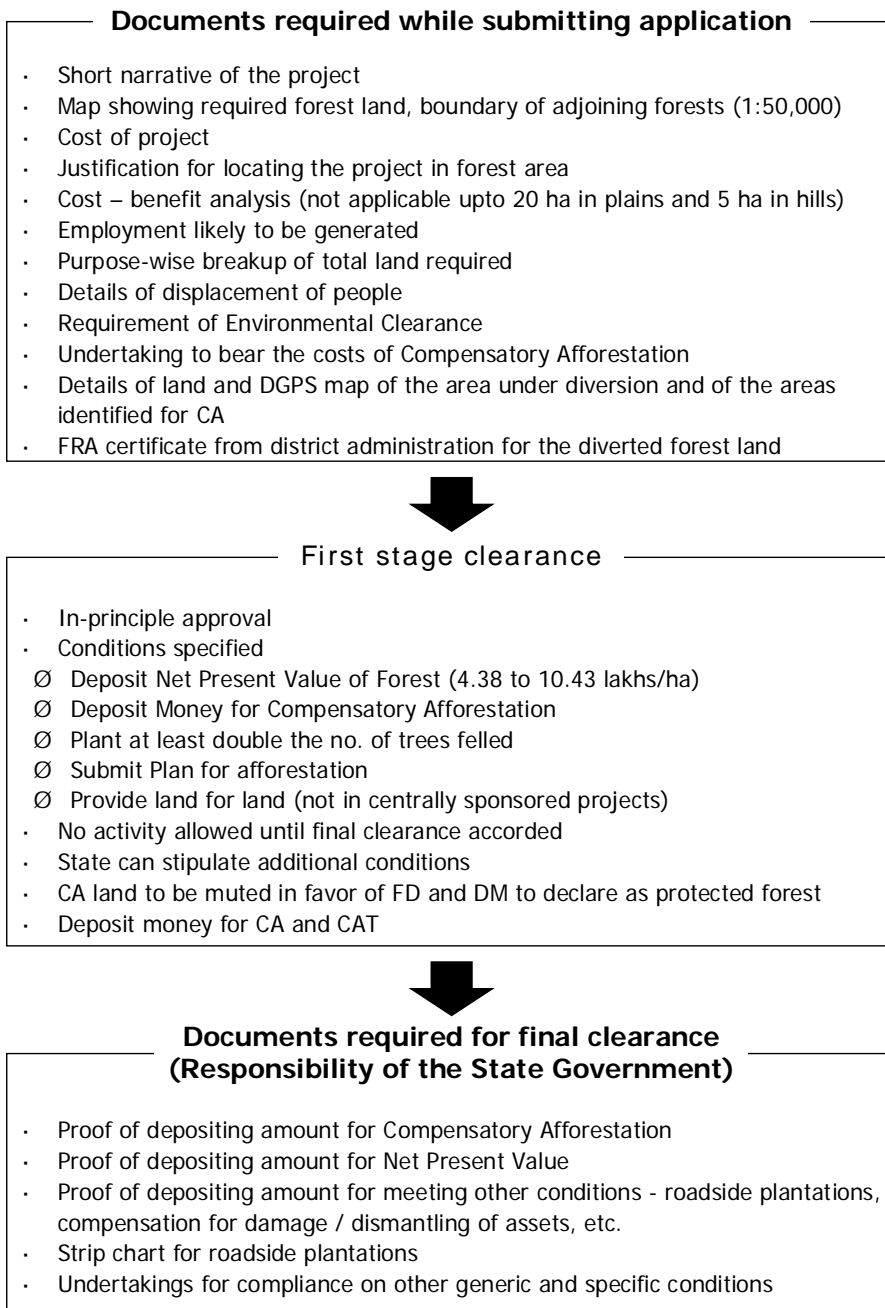 Documents required while submitting application
· Short narrative of the project
· Map showing required forest land, boundary of adjoining forests (1:50,000)
· Cost of project
· Justification for locating the project in forest area
· Cost – benefit analysis (not applicable upto 20 ha in plains and 5 ha in hills)
· Employment likely to be generated
· Purpose-wise breakup of total land required
· Details of displacement of people
· Requirement of Environmental Clearance
· Undertaking to bear the costs of Compensatory Afforestation
· Details of land and DGPS map of the area under diversion and of the areas
identified for CA
· FRA certificate from district administration for the diverted forest land
First stage clearance
· In-principle approval
· Conditions specified
Ø Deposit Net Present Value of Forest (4.38 to 10.43 lakhs/ha)
Ø Deposit Money for Compensatory Afforestation
Ø Plant at least double the no. of trees felled
Ø Submit Plan for afforestation
Ø Provide land for land (not in centrally sponsored projects)
· No activity allowed until final clearance accorded
· State can stipulate additional conditions
· CA land to be muted in favor of FD and DM to declare as protected forest
· Deposit money for CA and CAT
Documents required for final clearance
(Responsibility of the State Government)
· Proof of depositing amount for Compensatory Afforestation
· Proof of depositing amount for Net Present Value
· Proof of depositing amount for meeting other conditions - roadside plantations,
compensation for damage / dismantling of assets, etc.
· Strip chart for roadside plantations
· Undertakings for compliance on other generic and specific conditions